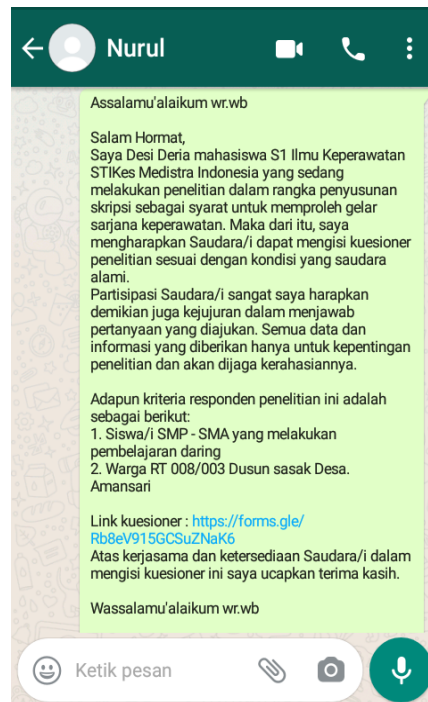 Nurul
Assalamu'alaikum wr.wb
Salam Hormat,
Saya Desi Deria mahasiswa S1 Ilmu Keperawatan
STIKes Medistra Indonesia yang sedang
melakukan penelitian dalam rangka penyusunan
skripsi sebagai syarat untuk memproleh gelar
sarjana keperawatan. Maka dari itu, saya
mengharapkan Saudara/i dapat mengisi kuesioner
penelitian sesuai dengan kondisi yang saudara
alami.
Partisipasi Saudara/i sangat saya harapkan
demikian juga kejujuran dalam menjawab
pertanyaan yang diajukan. Semua data dan
informasi yang diberikan hanya untuk kepentingan
penelitian dan akan dijaga kerahasiannya.
Adapun kriteria responden penelitian ini adalah
sebagai berikut:
1. Siswa/i SMP - SMA yang melakukan
pembelajaran daring
2. Warga RT 008/003 Dusun sasak Desa.
Amansari
Link kuesioner : https://forms.gle/
Rb8eV915GCSuZNaK6
Atas kerjasama dan ketersediaan Saudara/i dalam
mengisi kuesioner ini saya ucapkan terima kasih.
Wassalamu'alaikum wr.wb
Ketik pesan